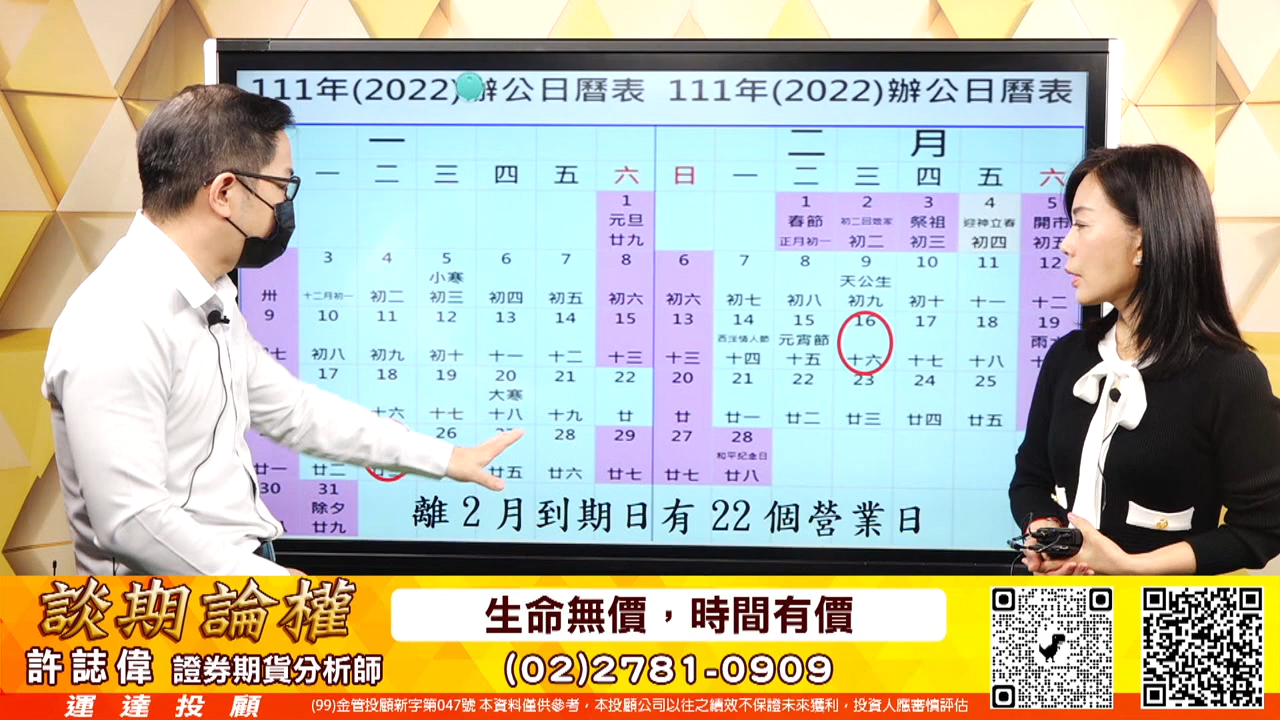 111年(2022)辦公日曆表 111年(2022)辦公日曆表
一 二 月
一 二 三 四 五 六 日 一 二 三 四 五 六
1 1 2 3 4 5
元旦 春節 初二回娘家 祭祖 迎神立春 開市
廿九 正月初一 初二 初三 初四 初五
3 4 5 6 7 8 6 7 8 9 10 11 12
小寒 天公生
卅 十二月初一 初二 初三 初四 初五 初六 初六 初七 初八 初九 初十 十一 十二
9 10 11 12 13 14 15 13 14 15 16 17 18 19
西洋情人節 元宵節 雨
初八 初九 初十 十一 十二 十三 十三 十四 十五 十六 十七 十八
17 18 19 20 21 22 20 21 22 23 24 25
大寒
十六 十七 十八 十九 廿 廿 廿一 廿二 廿三 廿四 廿五
26 28 29 27 28
和平紀念日
廿一 廿二 廿五 廿六 廿七 廿七 廿八
30 31
除夕
廿九
離2月到期日有22個營業日
談期論權
許誌偉 證券期貨分析師
生命無價，時間有價
(02)2781-0909
運達投顧
(99)金管投顧新字第047號 本資料僅供參考，本投顧公司以往之績效不保證未來獲利，投資人應審慎評估